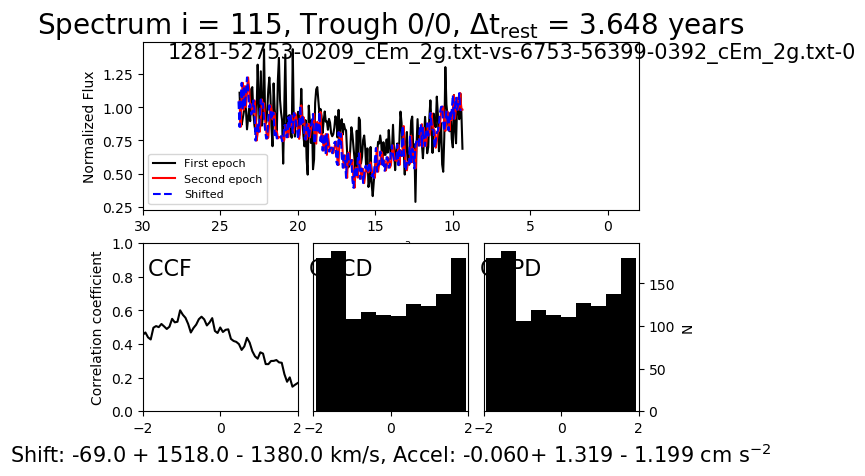 Spectrum i = 115, Trough 0/0, Δt_rest = 3.648 years
1281-52753-0209_cEm_2g.txt-vs-6753-56399-0392_cEm_2g.txt-0
Normalized Flux
1.25
1.00
0.75
0.50
0.25
First epoch
Second epoch
Shifted
30 25 20 15 10 5 0
Correlation coefficient
1.0
0.8
0.6
0.4
0.2
0.0
CCF
−2 0 2
−2 0 2
−2 0 2
150
100
50
0
N
Shift: -69.0 + 1518.0 - 1380.0 km/s, Accel: -0.060+ 1.319 - 1.199 cm s⁻²